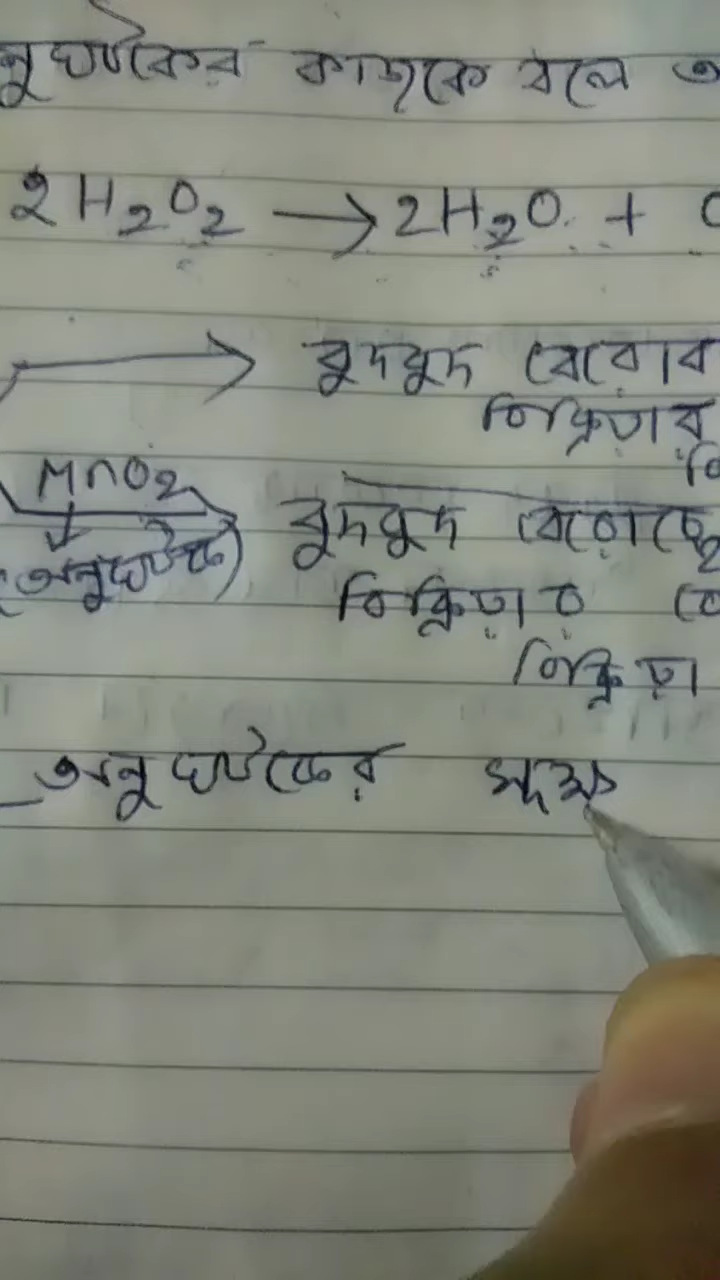 নুঘটকের কাজকে বলে অ
2H₂O₂ → 2H₂O + O
→ বুদবুদ বেরোব
বিক্রিয়ার
বি
MnO₂ বুদবুদ বেরোচ্ছে
(অনুঘটক)
বিক্রিয়ার বে
বিক্রিয়া
অনুঘটকের সূক্ষ্ম